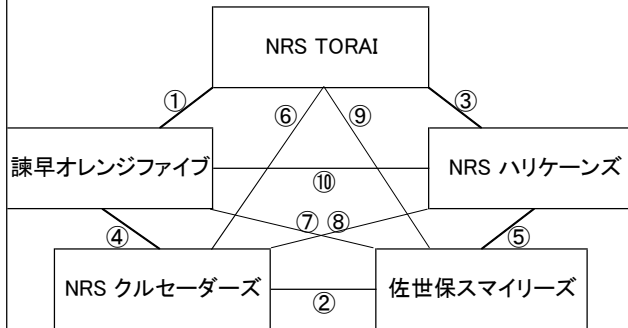 NRS TORAI
① ⑥ ⑨ ③
諫早オレンジファイブ NRS ハリケーンズ
⑩
④ ⑦ ⑧ ⑤
NRS クルセーダーズ 佐世保スマイリーズ
②